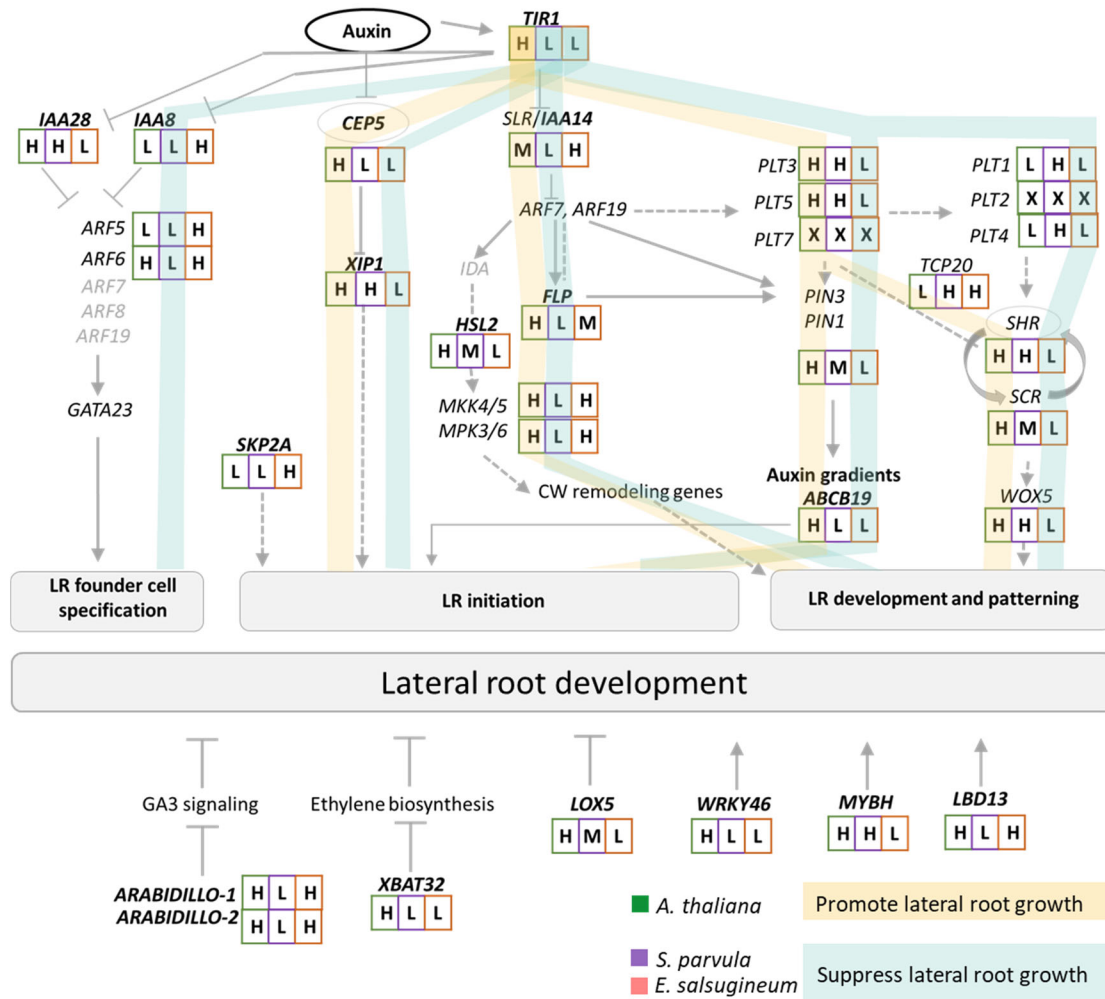 TIR1
Auxin
H L L
IAA28
IAA8
CEP5
SLR/IAA14
H H L
L L H
H L L
M L H
PLT3
H H L
PLT1
L H L
PLT5
H H L
PLT2
X X X
PLT7
X X X
PLT4
L H L
ARF5
L L H
ARF6
H L H
ARF7
ARF8
ARF19
ARF7, ARF19
XIP1
H H L
IDA
FLP
H L M
TCP20
L H H
PIN3
PIN1
SHR
H H L
HSL2
H M L
H M L
SCR
H M L
GATA23
MKK4/5
H L H
MPK3/6
H L H
SKP2A
L L H
CW remodeling genes
Auxin gradients
ABCB19
H L L
WOX5
H H L
LR founder cell
specification
LR initiation
LR development and patterning
Lateral root development
GA3 signaling
Ethylene biosynthesis
LOX5
H M L
WRKY46
H L L
MYBH
H H L
LBD13
H L H
ARABIDILLO-1
H L H
ARABIDILLO-2
H L H
XBAT32
H L L
A. thaliana
Promote lateral root growth
S. parvula
E. salsugineum
Suppress lateral root growth